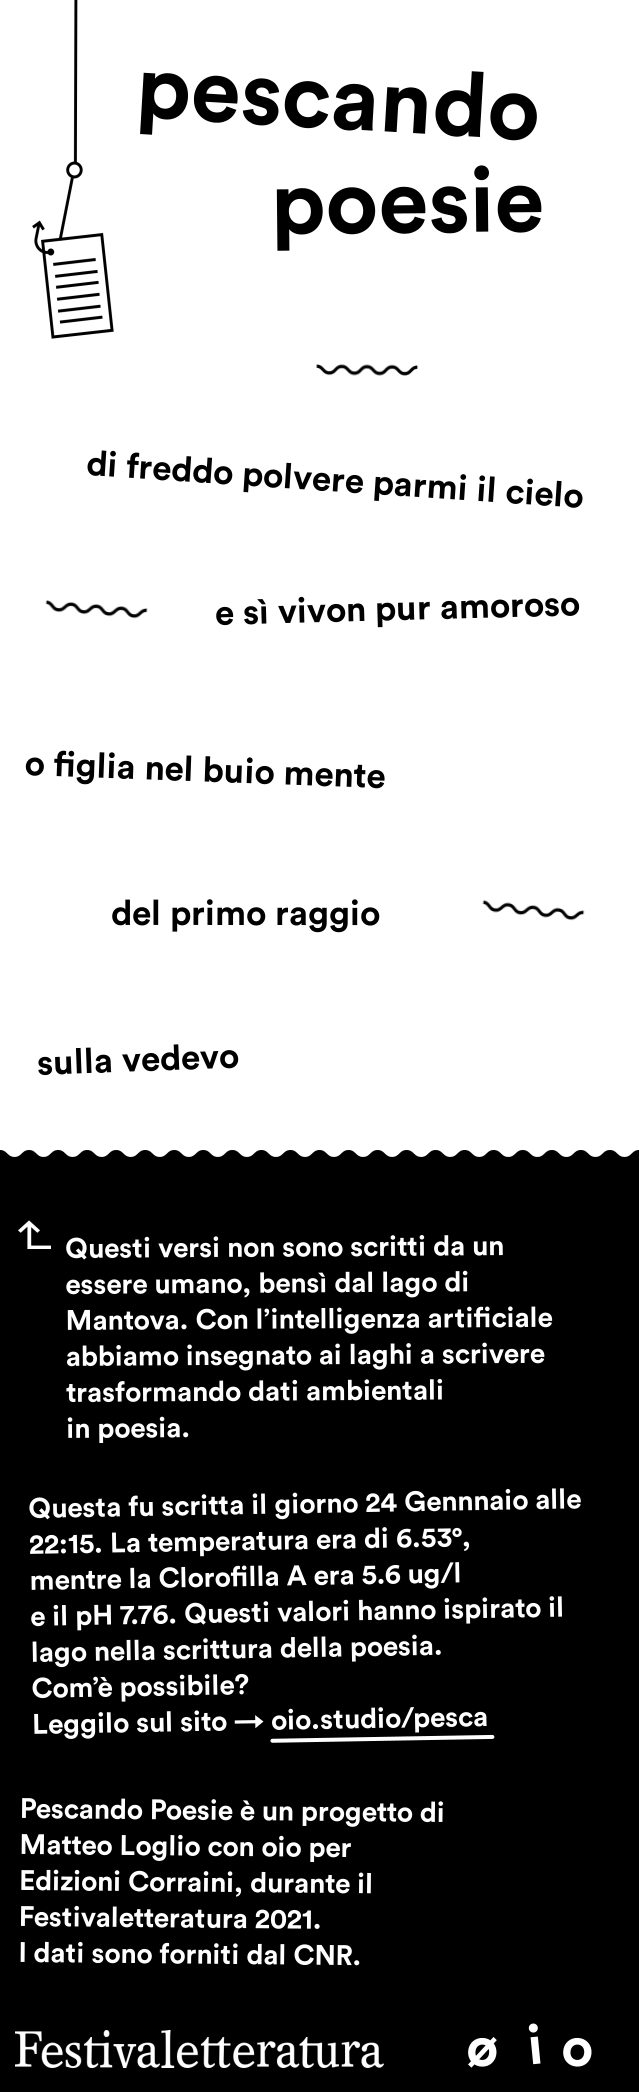 pescando
poesie
di freddo polvere parmi il cielo
e sì vivon pur amoroso
o figlia nel buio mente
del primo raggio
sulla vedevo
Questi versi non sono scritti da un
essere umano, bensì dal lago di
Mantova. Con l'intelligenza artificiale
abbiamo insegnato ai laghi a scrivere
trasformando dati ambientali
in poesia.
Questa fu scritta il giorno 24 Gennnaio alle
22:15. La temperatura era di 6.53°,
mentre la Clorofilla A era 5.6 ug/l
e il pH 7.76. Questi valori hanno ispirato il
lago nella scrittura della poesia.
Com'è possibile?
Leggilo sul sito → oio.studio/pesca
Pescando Poesie è un progetto di
Matteo Loglio con oio per
Edizioni Corraini, durante il
Festivaletteratura 2021.
I dati sono forniti dal CNR.
Festivaletteratura ø i o